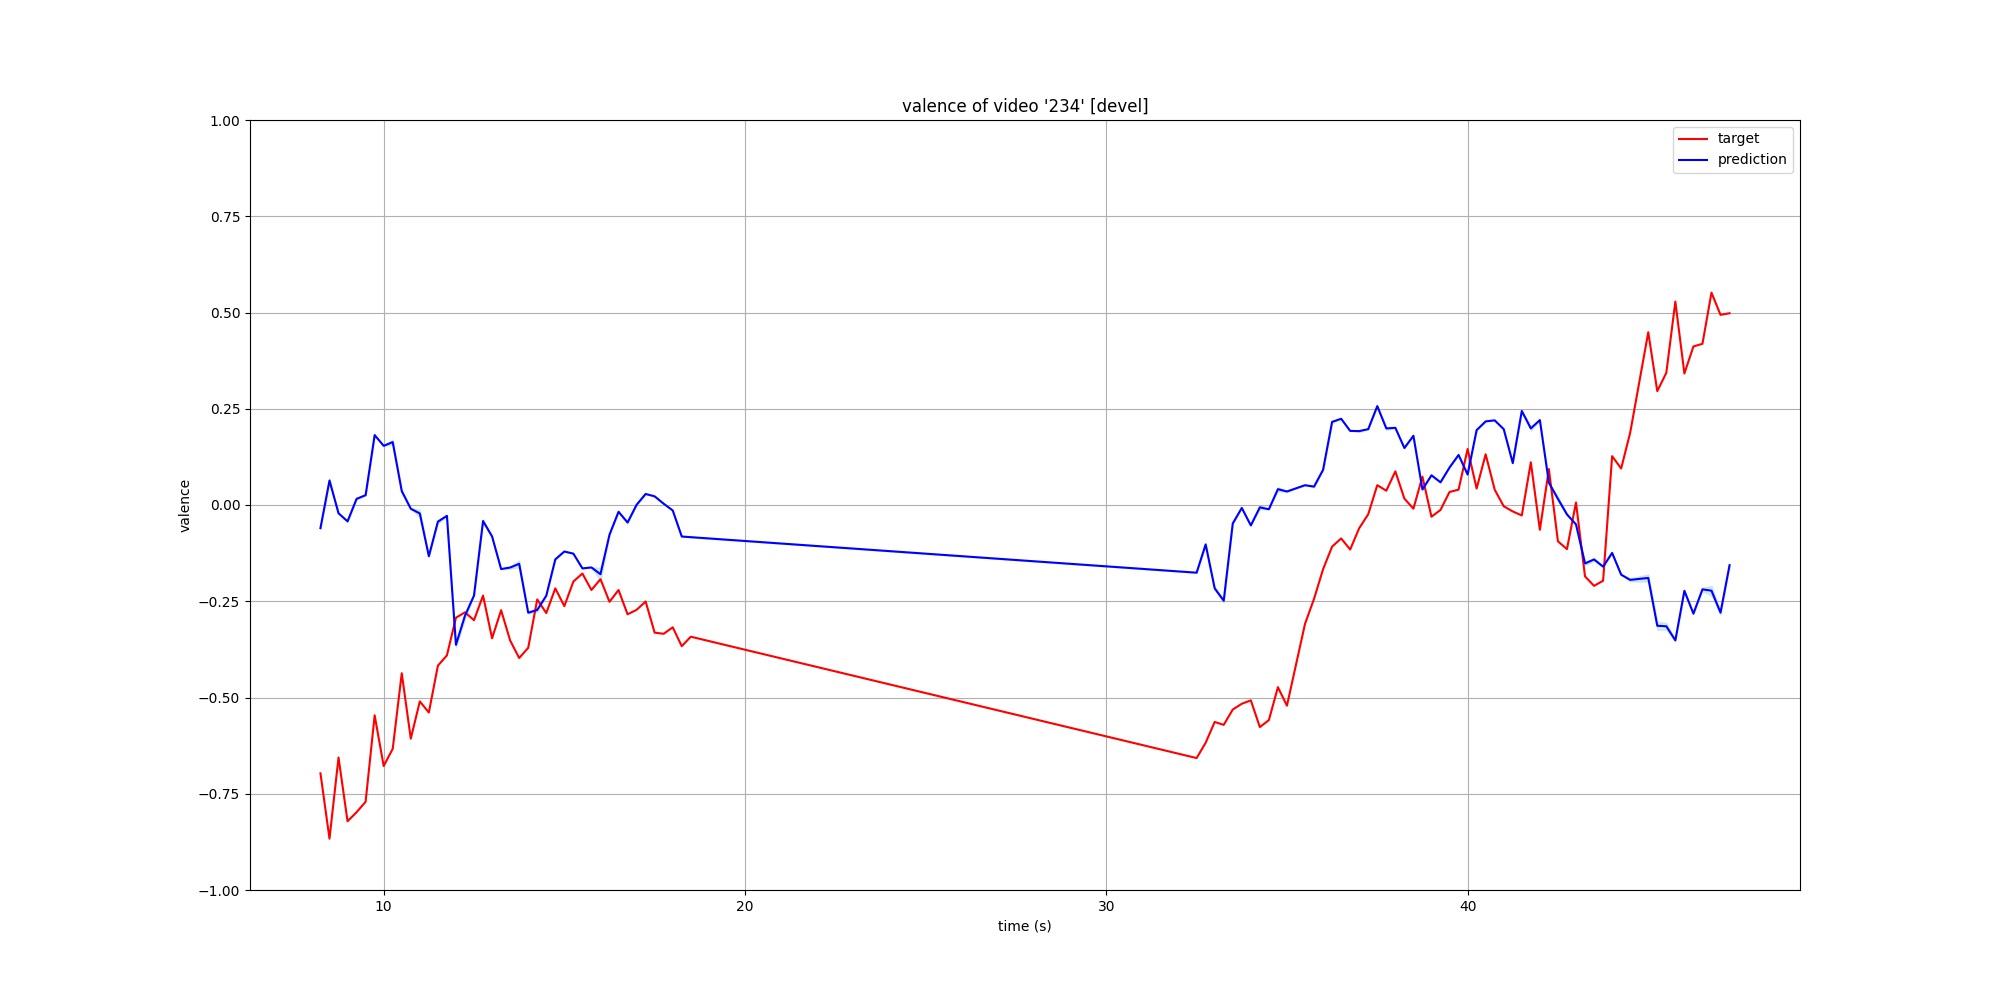 valence of video '234' [devel]
target
prediction
1.00
0.75
0.50
0.25
0.00
−0.25
−0.50
−0.75
−1.00
valence
10 20 30 40
time (s)